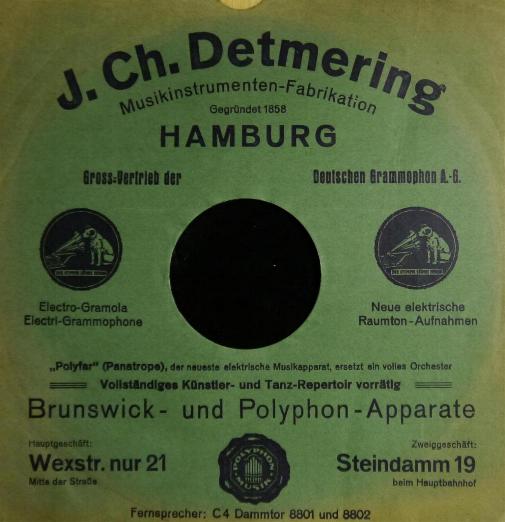 J. Ch. Detmering
Musikinstrumenten-Fabrikation
Gegründet 1858
HAMBURG
Gross=Vertrieb der Deutschen Grammophon A.-G.
Electro-Gramola
Electri-Grammophone
Neue elektrische
Raumton-Aufnahmen
„Polyfar" (Panatrope), der neueste elektrische Musikapparat, ersetzt ein volles Orchester
Vollständiges Künstler- und Tanz-Repertoir vorrätig
Brunswick- und Polyphon-Apparate
Hauptgeschäft:
Wexstr. nur 21
Mitte der Straße
POLYPHON
MUSIK
Zweiggeschäft:
Steindamm 19
beim Hauptbahnhof
Fernsprecher: C4 Dammtor 8801 und 8802